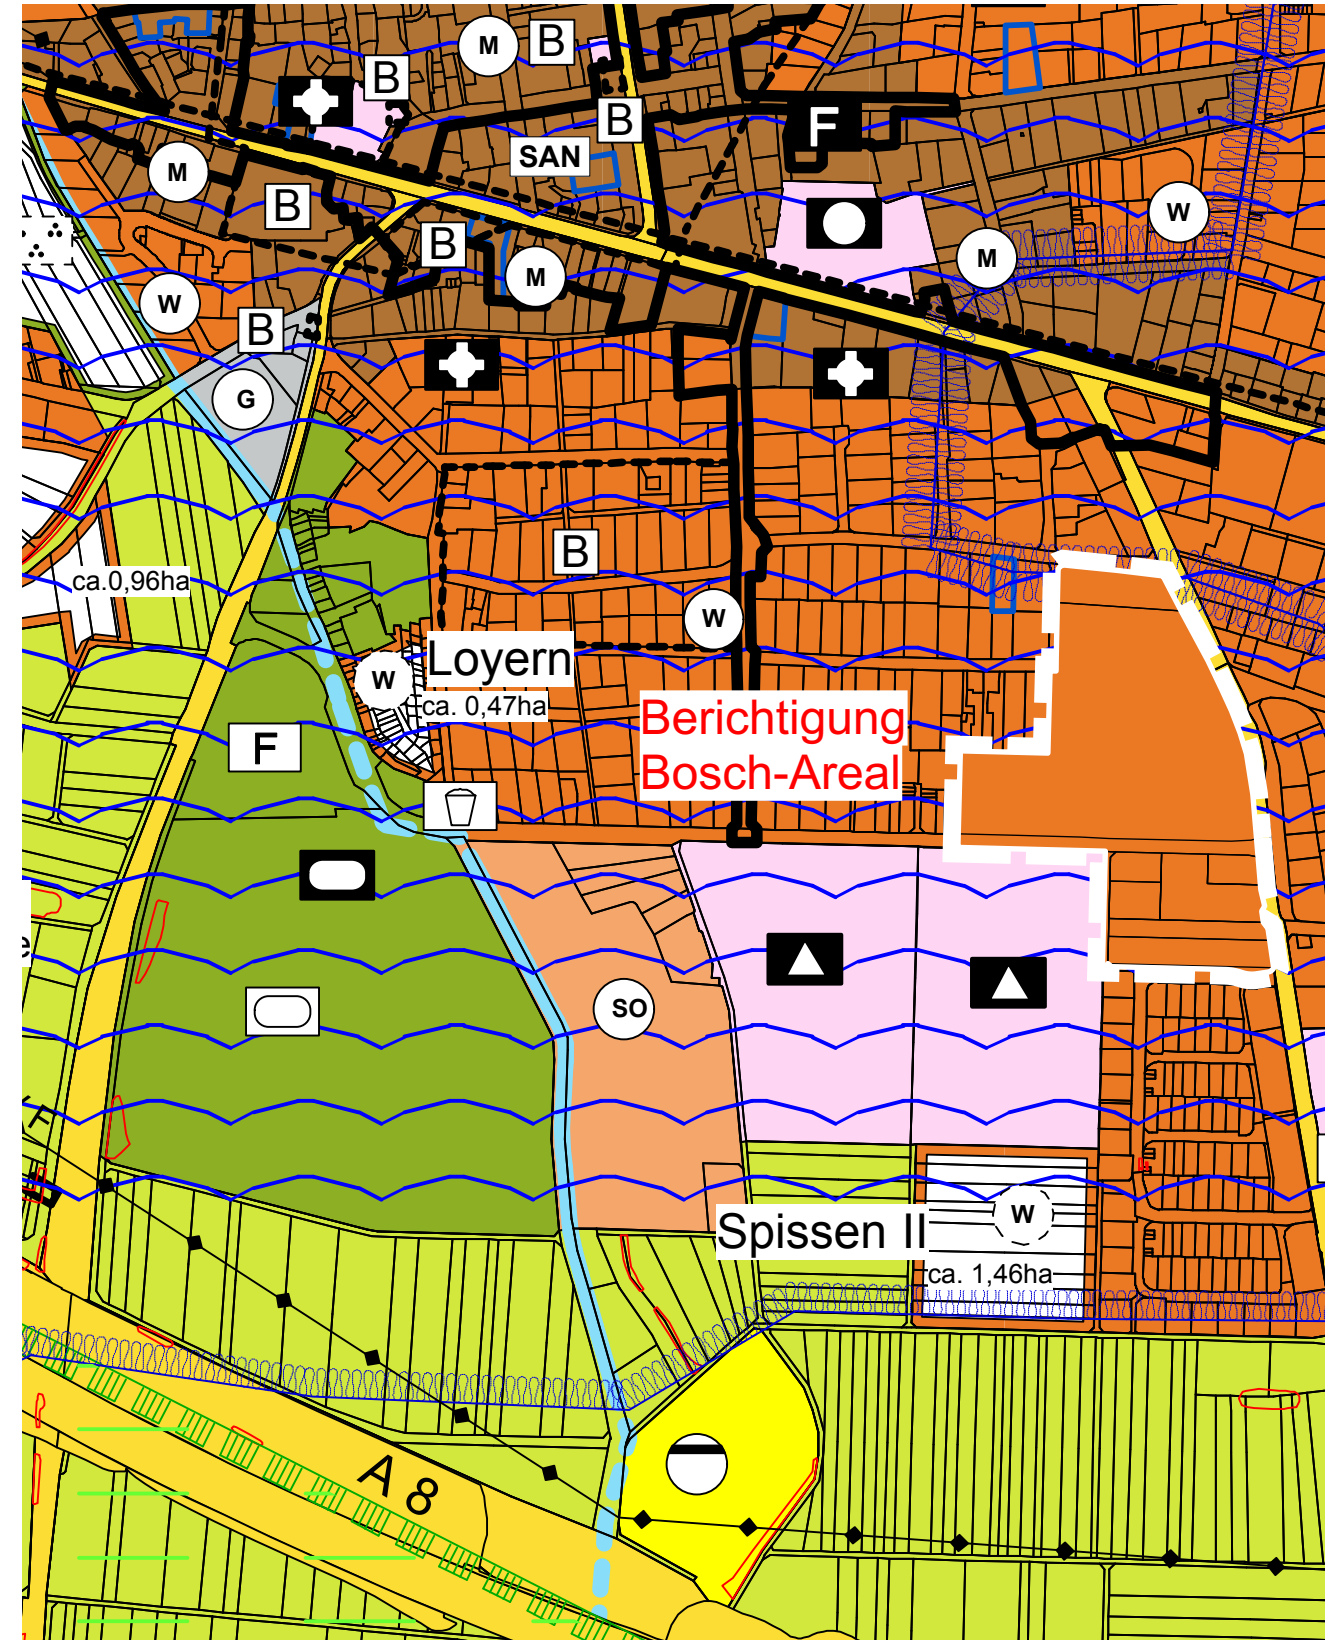 M
B
B
B
F
SAN
M
B
W
B
M
M
W
B
G
B
ca.0,96ha
W
Loyern
W
ca. 0,47ha
Berichtigung
Bosch-Areal
F
SO
F
W
Spissen II
ca. 1,46ha
A 8